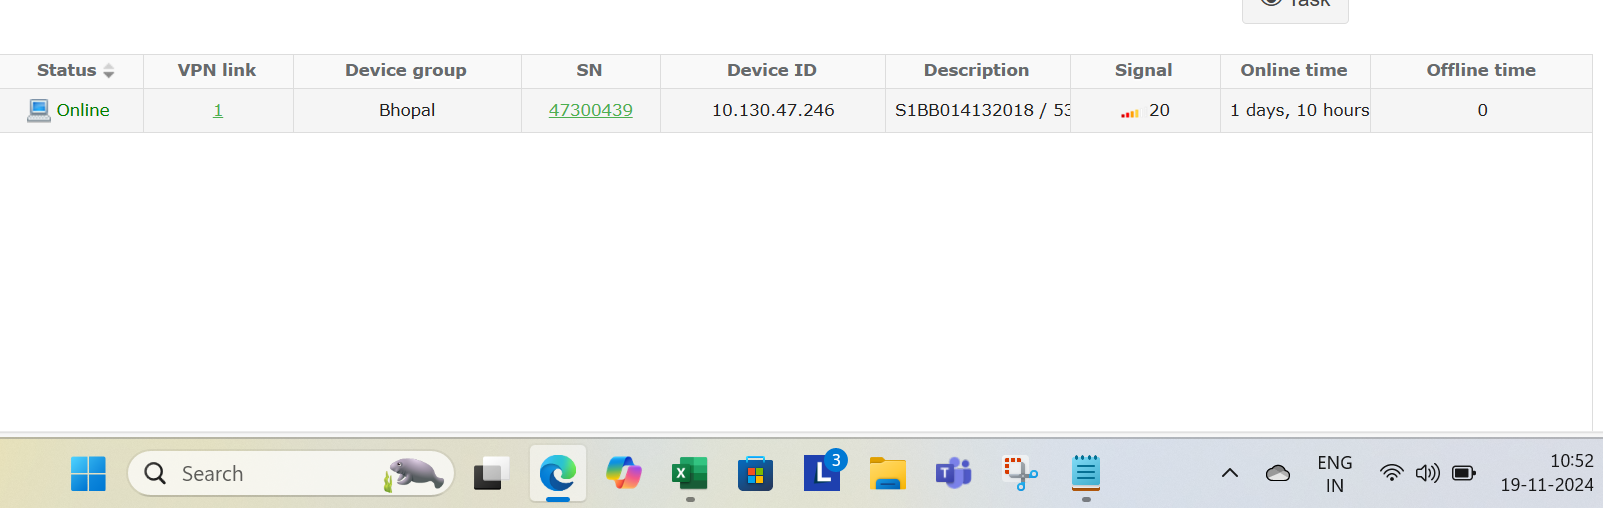 Task
Status VPN link Device group SN Device ID Description Signal Online time Offline time
Online 1 Bhopal 47300439 10.130.47.246 S1BB014132018 / 53 20 1 days, 10 hours 0
Search
X
L 3
ENG
IN
10:52
19-11-2024